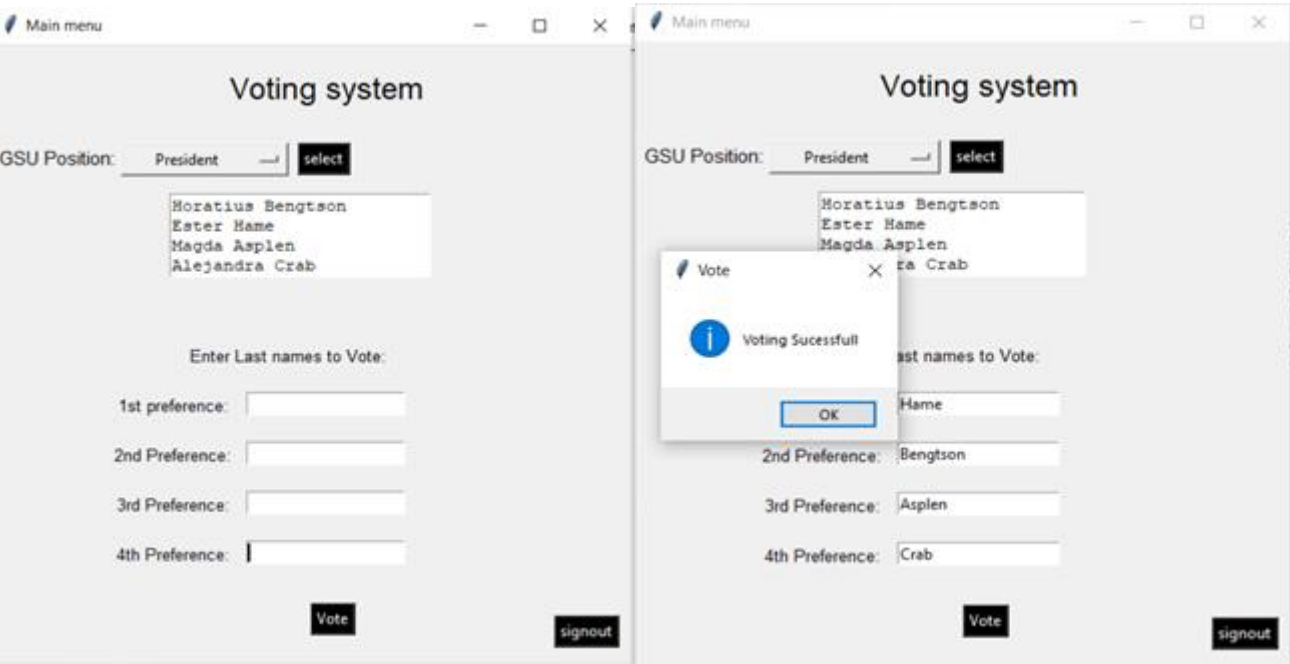 Main menu
Voting system
GSU Position: President select
Horatius Bengtson
Ester Hame
Magda Asplen
Alejandra Crab
Enter Last names to Vote:
1st preference:
2nd Preference:
3rd Preference:
4th Preference:
Vote
signout
Main menu
Voting system
GSU Position: President select
Horatius Bengtson
Ester Hame
Magda Asplen
Crab
Vote
Voting Sucessfull
OK
names to Vote:
Hame
2nd Preference: Bengtson
3rd Preference: Asplen
4th Preference: Crab
Vote
signout